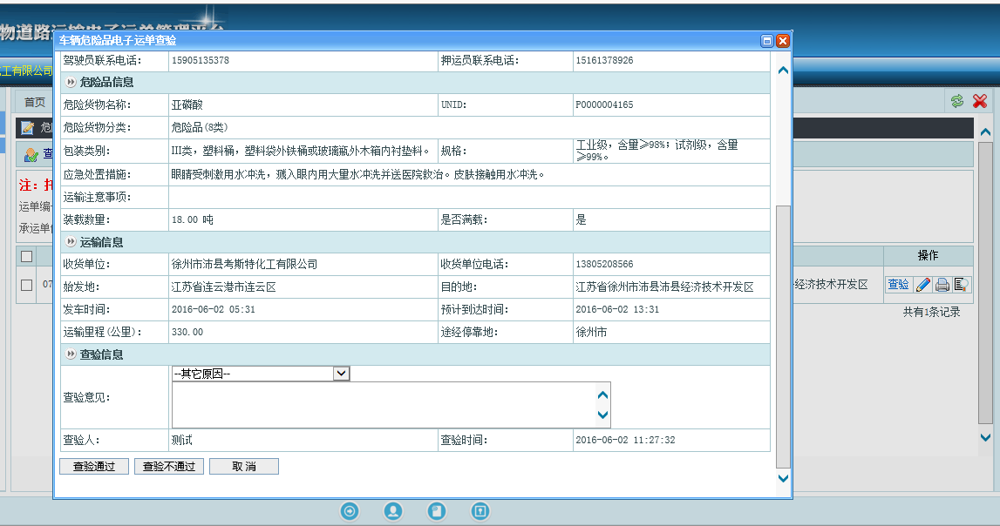 物道路运输电子运单管理平台
车辆危险品电子运单查验
工有限公司
驾驶员联系电话： 15905135378 押运员联系电话： 15161378926
危险品信息
首页
危险货物名称： 亚磷酸 UNID： P0000004165
危险货物分类： 危险品(8类)
危
包装类别： III类，塑料桶，塑料袋外铁桶或玻璃瓶外木箱内衬垫料。 规格： 工业级，含量≥98%；试剂级，含量≥99%。
查
应急处置措施： 眼睛受刺激用水冲洗，溅入眼内用大量水冲洗并送医院救治。皮肤接触用水冲洗。
注：托
运输注意事项：
运单编
装载数量： 18.00 吨 是否满载： 是
承运单
运输信息
操作
收货单位： 徐州市沛县考斯特化工有限公司 收货单位电话： 13805208566
始发地： 江苏省连云港市连云区 目的地： 江苏省徐州市沛县沛县经济技术开发区
07 经济技术开发区 查验
发车时间： 2016-06-02 05:31 预计到达时间： 2016-06-02 13:31
共有1条记录
运输里程(公里)： 330.00 途经停靠地： 徐州市
查验信息
--其它原因--
查验意见：
查验人： 测试 查验时间： 2016-06-02 11:27:32
查验通过 查验不通过 取 消